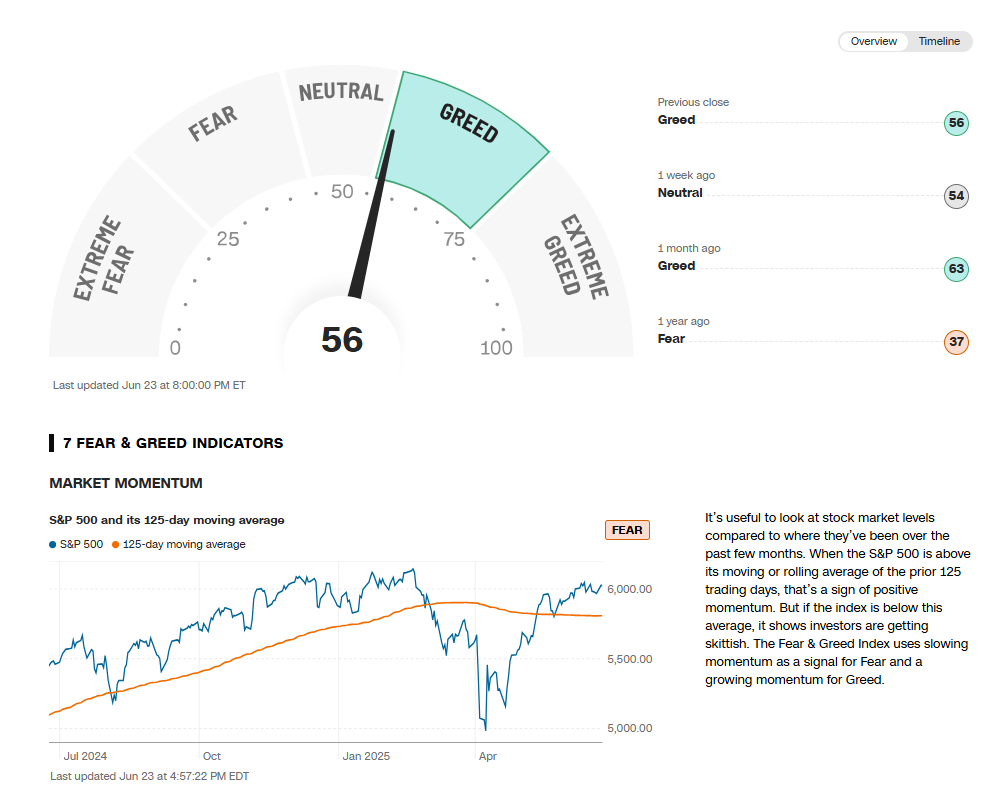 Overview Timeline
EXTREME
FEAR
FEAR
NEUTRAL
GREED
EXTREME
GREED
0
25
50
75
100
56
Last updated Jun 23 at 8:00:00 PM ET
Previous close
Greed 56
1 week ago
Neutral 54
1 month ago
Greed 63
1 year ago
Fear 37
7 FEAR & GREED INDICATORS
MARKET MOMENTUM
S&P 500 and its 125-day moving average
FEAR
S&P 500 125-day moving average
6,000.00
5,500.00
5,000.00
Jul 2024 Oct Jan 2025 Apr
Last updated Jun 23 at 4:57:22 PM EDT
It's useful to look at stock market levels
compared to where they've been over the
past few months. When the S&P 500 is above
its moving or rolling average of the prior 125
trading days, that's a sign of positive
momentum. But if the index is below this
average, it shows investors are getting
skittish. The Fear & Greed Index uses slowing
momentum as a signal for Fear and a
growing momentum for Greed.